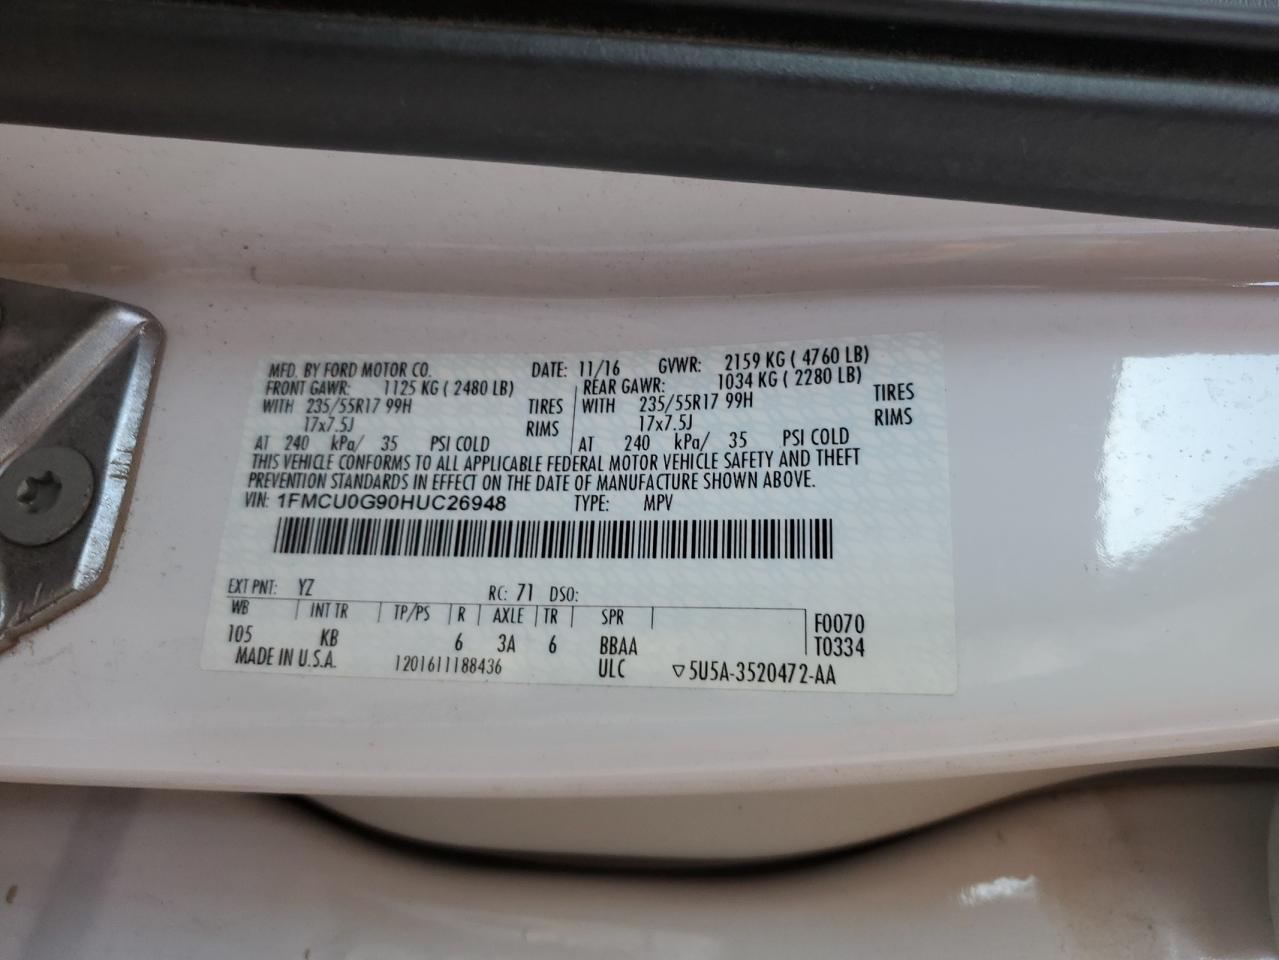 MFD. BY FORD MOTOR CO. DATE: 11/16 GVWR: 2159 KG ( 4760 LB)
FRONT GAWR: 1125 KG ( 2480 LB) REAR GAWR: 1034 KG ( 2280 LB)
WITH 235/55R17 99H TIRES WITH 235/55R17 99H TIRES
17x7.5J RIMS 17x7.5J RIMS
AT 240 kPa/ 35 PSI COLD AT 240 kPa/ 35 PSI COLD
THIS VEHICLE CONFORMS TO ALL APPLICABLE FEDERAL MOTOR VEHICLE SAFETY AND THEFT
PREVENTION STANDARDS IN EFFECT ON THE DATE OF MANUFACTURE SHOWN ABOVE.
VIN: 1FMCU0G90HUC26948 TYPE: MPV
EXT PNT: YZ RC: 71 DSO:
WB INT TR TP/PS R AXLE TR SPR F0070
105 KB 6 3A 6 BBAA T0334
MADE IN U.S.A. 1201611188436 ULC ▽5U5A-3520472-AA